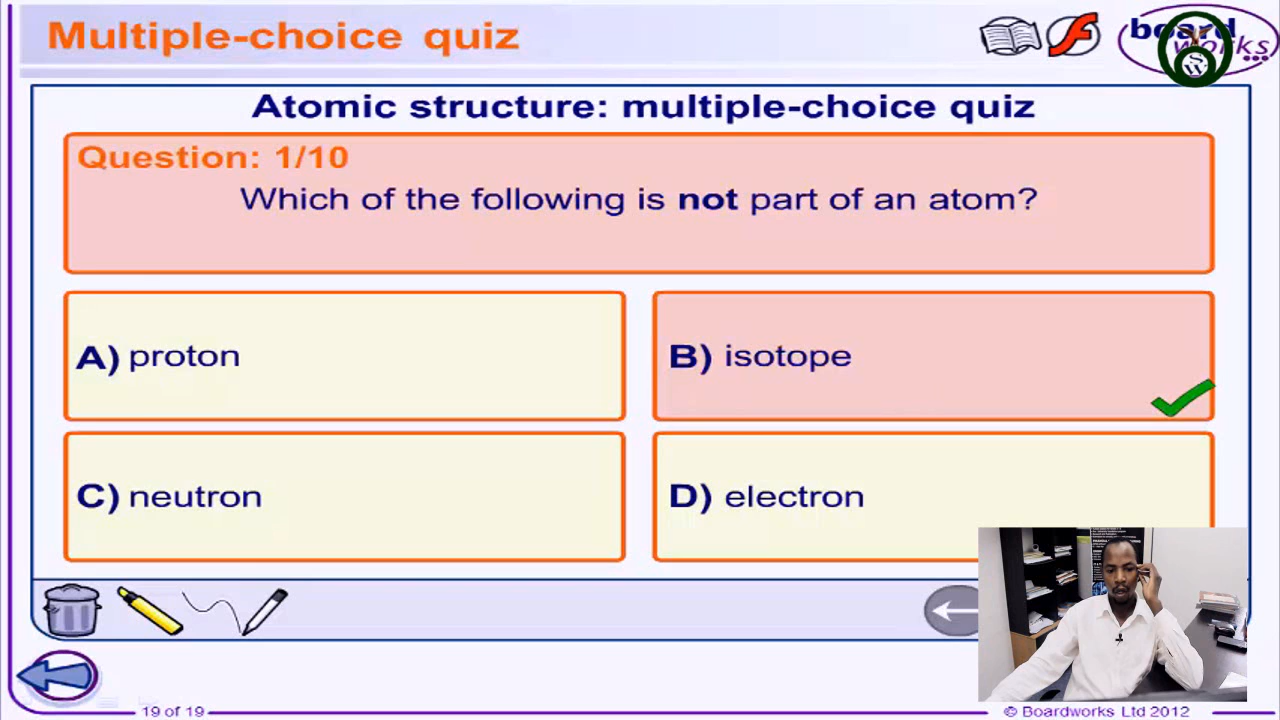 Multiple-choice quiz
board
works
Atomic structure: multiple-choice quiz
Question: 1/10
Which of the following is not part of an atom?
A) proton
B) isotope
C) neutron
D) electron
19 of 19
© Boardworks Ltd 2012